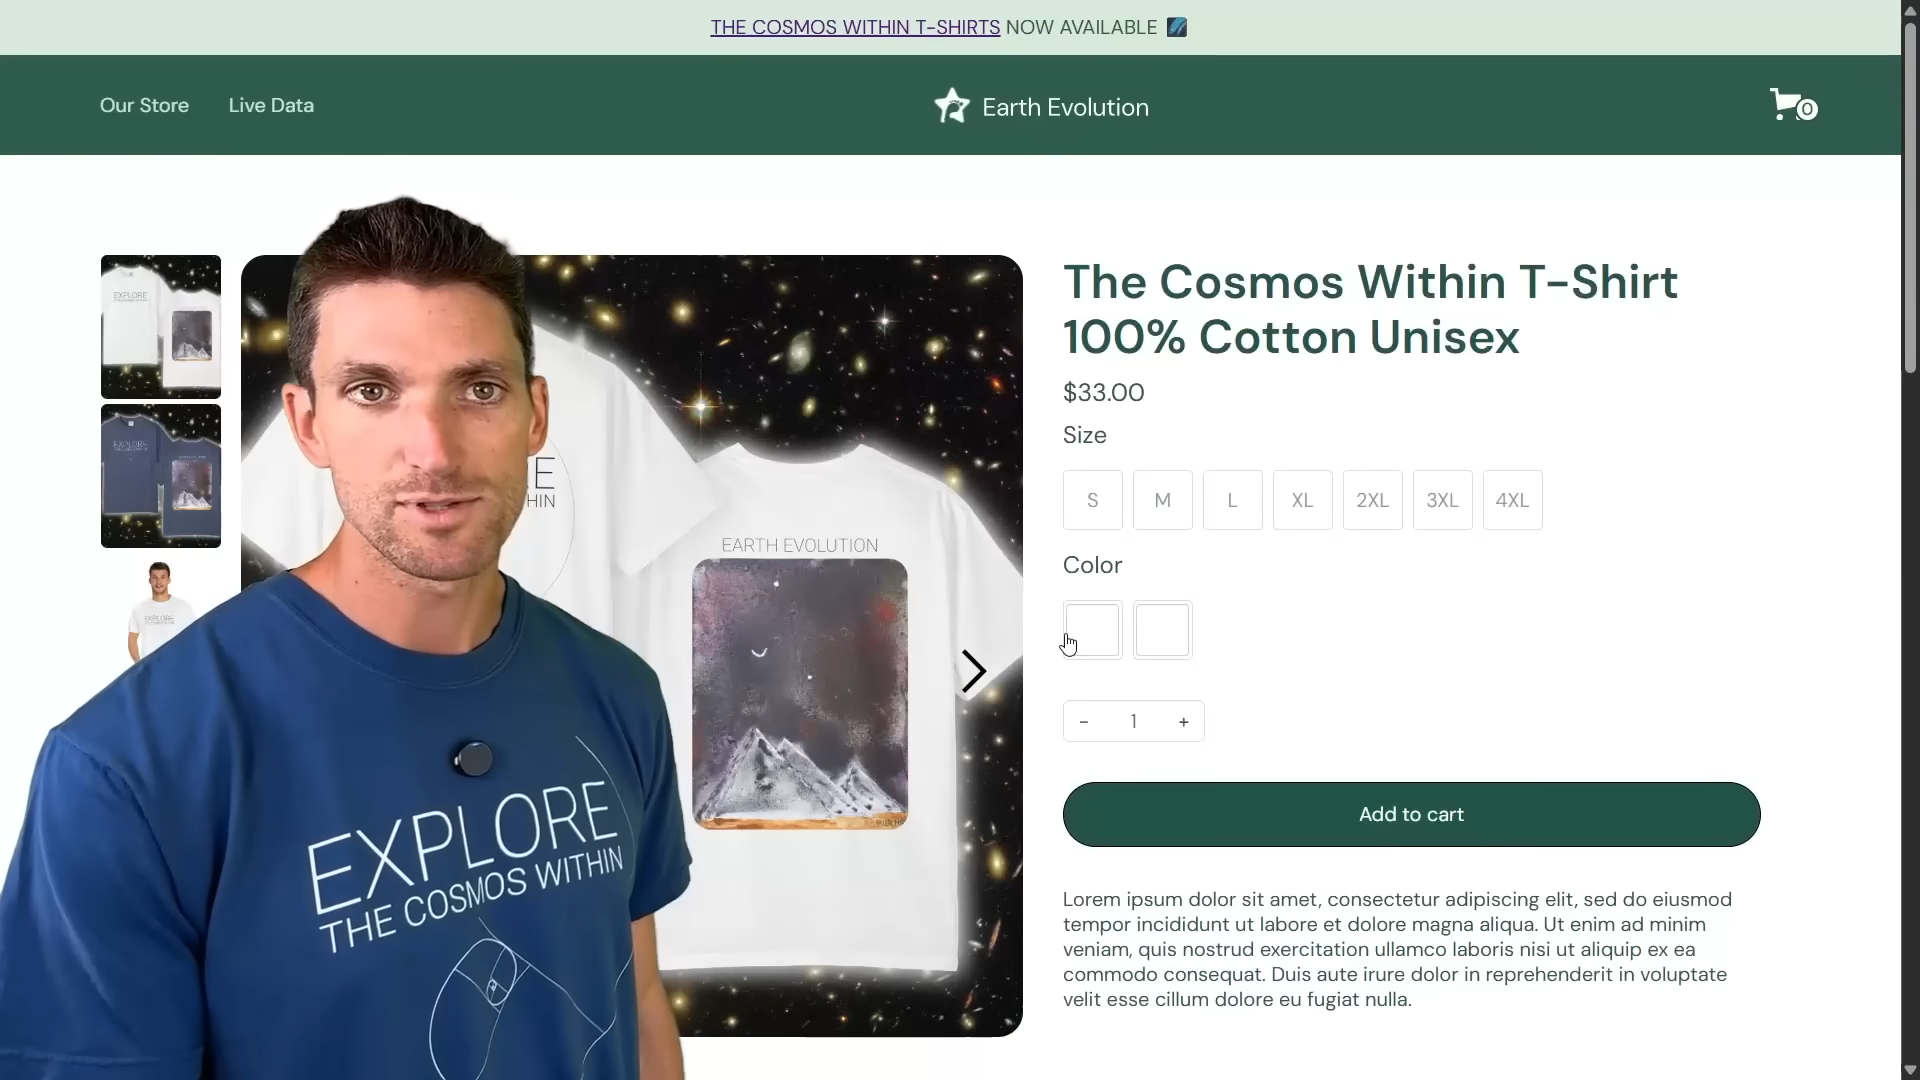 THE COSMOS WITHIN T-SHIRTS NOW AVAILABLE
Our Store
Live Data
Earth Evolution
0
EXPLORE
EXPLORE
EXPLORE
The Cosmos Within T-Shirt
100% Cotton Unisex
$33.00
Size
S
M
L
XL
2XL
3XL
4XL
Color
-
1
+
Add to cart
Lorem ipsum dolor sit amet, consectetur adipiscing elit, sed do eiusmod
tempor incididunt ut labore et dolore magna aliqua. Ut enim ad minim
veniam, quis nostrud exercitation ullamco laboris nisi ut aliquip ex ea
commodo consequat. Duis aute irure dolor in reprehenderit in voluptate
velit esse cillum dolore eu fugiat nulla.
EARTH EVOLUTION
EXPLORE
THE COSMOS WITHIN